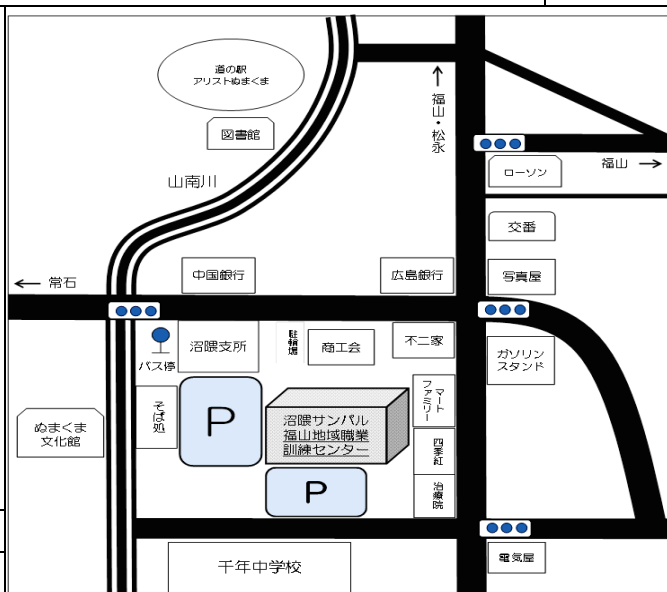 道の駅
アリストぬまくま
図書館
↑
福山・松永
福山 →
ローソン
山南川
交番
← 常石
中国銀行
広島銀行
写真屋
バス停
沼隈支所
駐輪場
商工会
不二家
ガソリン
スタンド
そば処
P
沼隈サンパル
福山地域職業
訓練センター
ファミリー
マート
ぬまくま
文化館
四季紅
P
治療院
千年中学校
電気屋